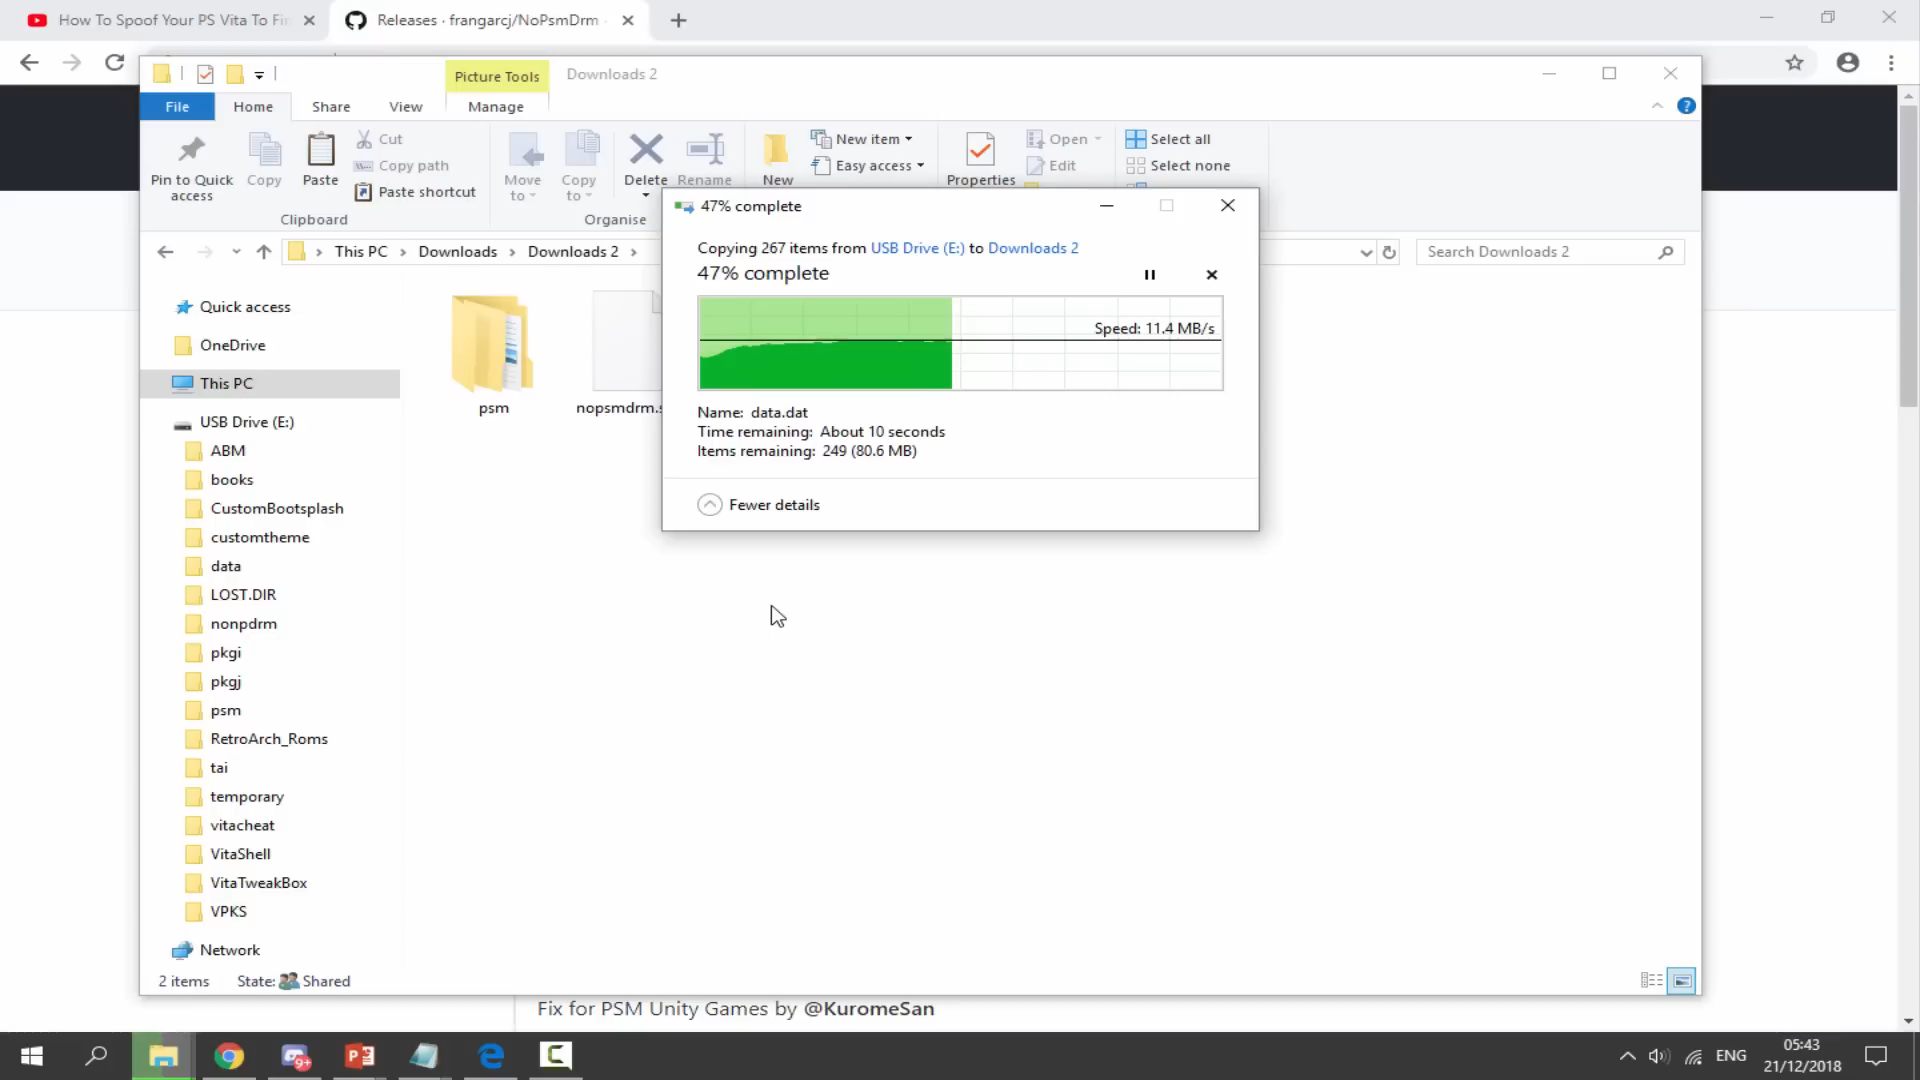 How To Spoof Your PS Vita To Fi
Releases · frangarcj/NoPsmDrm
Picture Tools
Downloads 2
File
Home
Share
View
Manage
Pin to Quick access
Copy
Paste
Cut
Copy path
Paste shortcut
Move to
Copy to
Delete
Rename
New
New item
Easy access
Properties
Open
Edit
Select all
Select none
Clipboard
Organise
This PC
Downloads
Downloads 2
Search Downloads 2
47% complete
Copying 267 items from USB Drive (E:) to Downloads 2
47% complete
Speed: 11.4 MB/s
Name: data.dat
Time remaining: About 10 seconds
Items remaining: 249 (80.6 MB)
Fewer details
psm
nopsmdrm.s
Quick access
OneDrive
This PC
USB Drive (E:)
ABM
books
CustomBootsplash
customtheme
data
LOST.DIR
nonpdrm
pkgi
pkgj
psm
RetroArch_Roms
tai
temporary
vitacheat
VitaShell
VitaTweakBox
VPKS
Network
2 items
State: Shared
Fix for PSM Unity Games by @KuromeSan
9+
ENG
05:43
21/12/2018